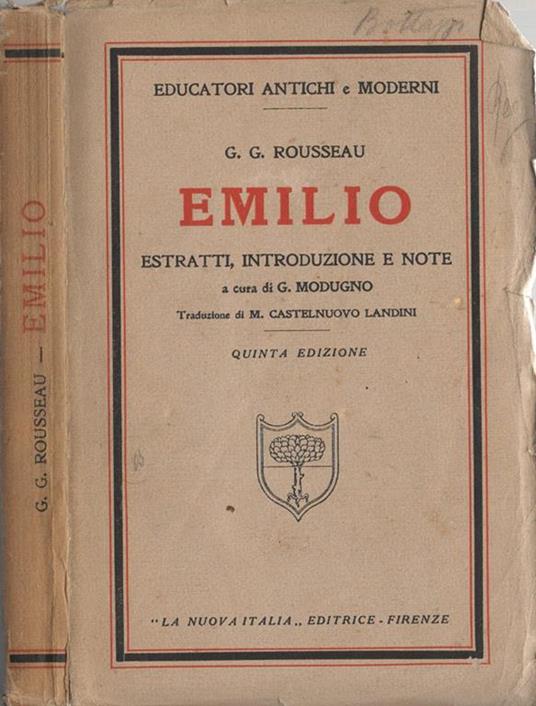 EDUCATORI ANTICHI e MODERNI
G. G. ROUSSEAU
EMILIO
ESTRATTI, INTRODUZIONE E NOTE
a cura di G. MODUGNO
Traduzione di M. CASTELNUOVO LANDINI
QUINTA EDIZIONE
"LA NUOVA ITALIA„ EDITRICE - FIRENZE
G. G. ROUSSEAU — EMILIO